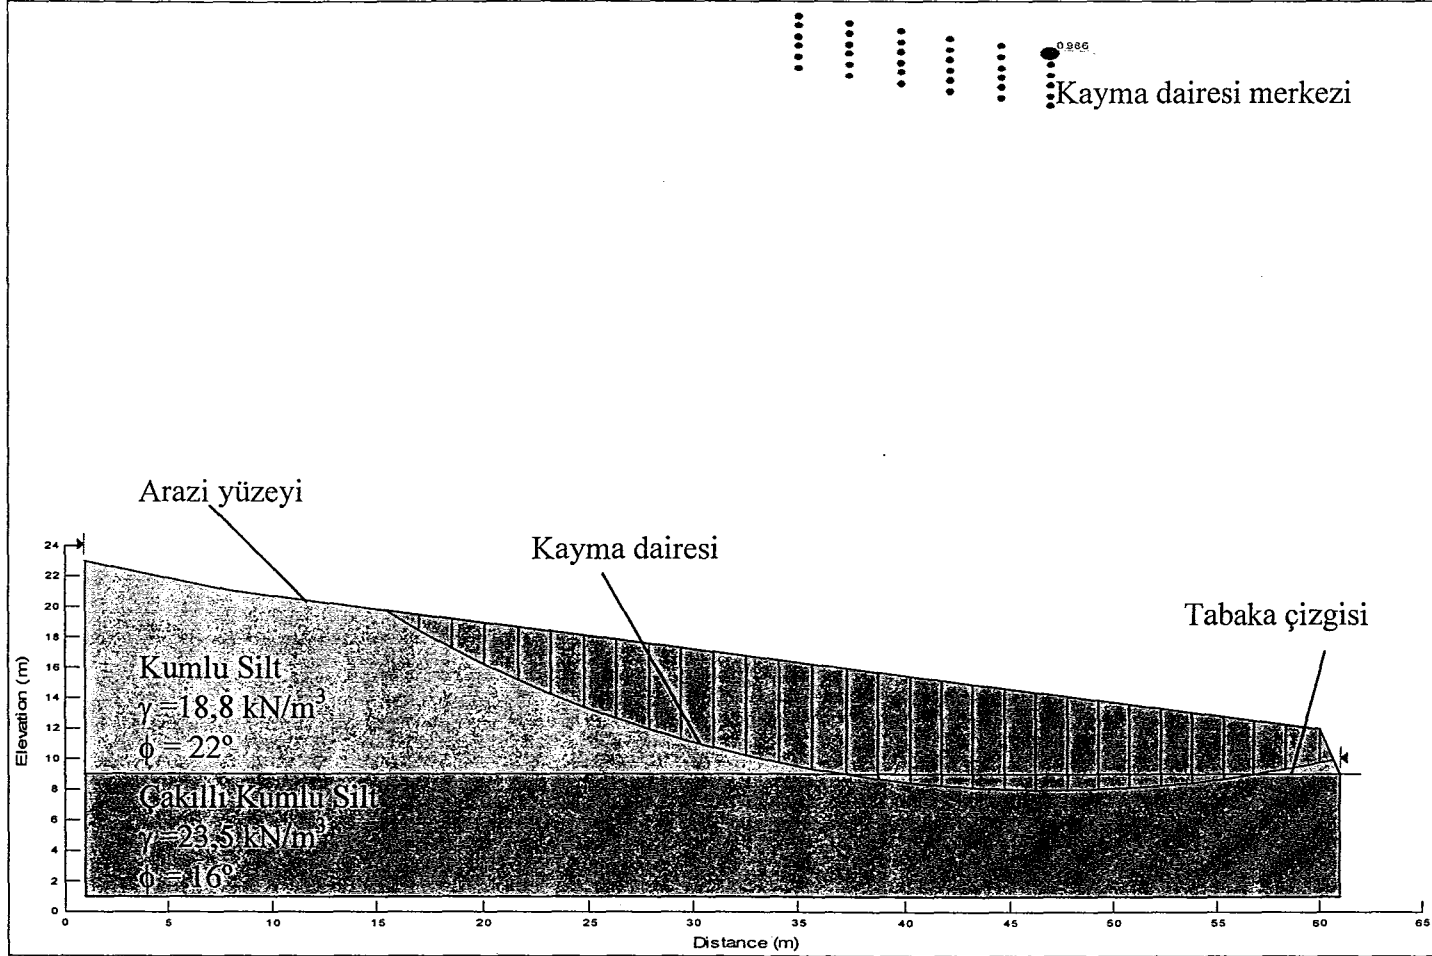 0.986
Kayma dairesi merkezi
Arazi yüzeyi
Kayma dairesi
Tabaka çizgisi
Kumlu Silt
γ =18,8 kN/m³
ϕ = 22º
Çakıllı Kumlu Silt
γ =23,5 kN/m³
ϕ = 16º
Elevation (m)
24
22
20
18
16
14
12
10
8
6
4
2
0
0 5 10 15 20 25 30 35 40 45 50 55 60 65
Distance (m)